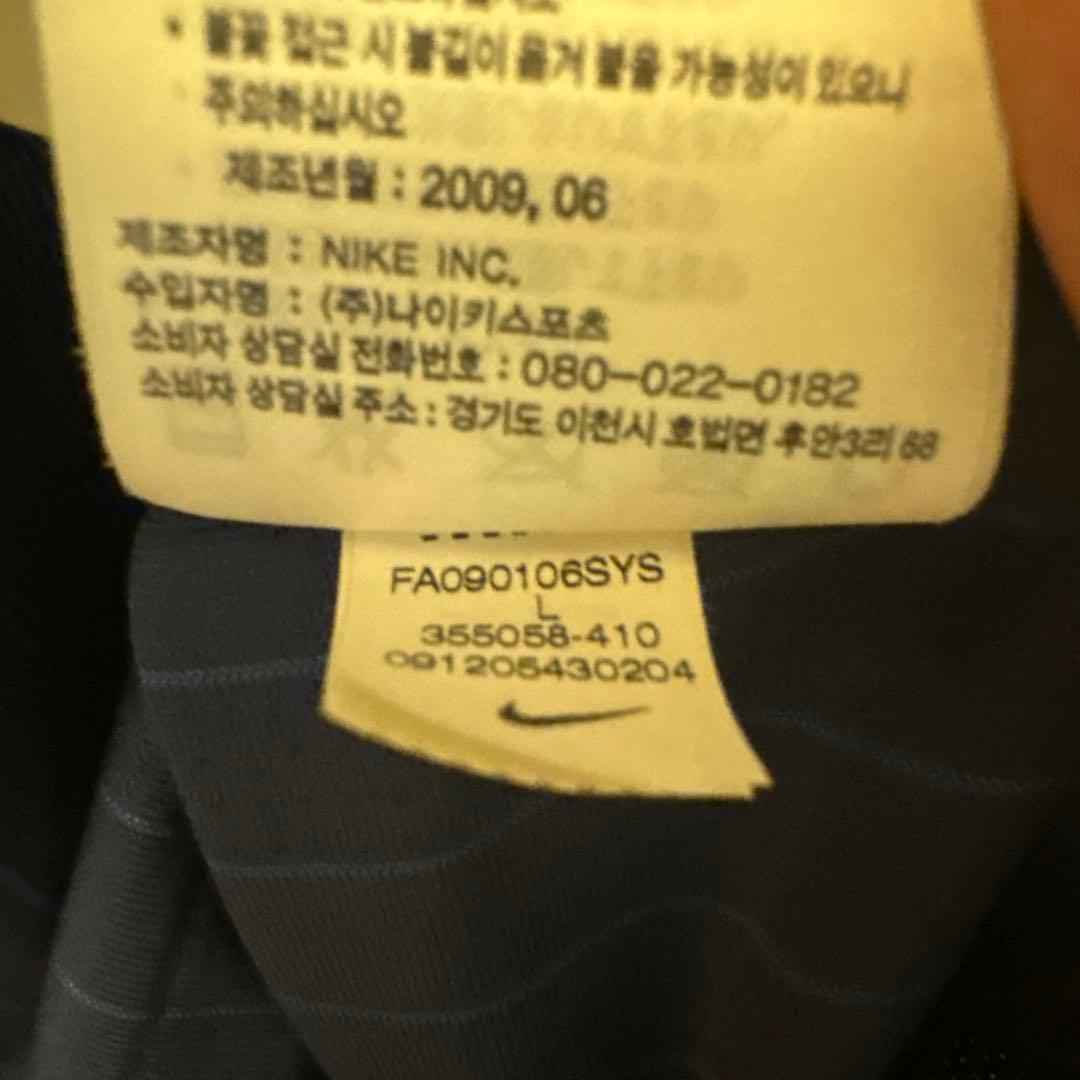 * 불꽃 접근 시 불길이 옮겨 붙을 가능성이 있으니
주의하십시오
제조년월 : 2009, 06
제조자명 : NIKE INC.
수입자명 : (주)나이키스포츠
소비자 상담실 전화번호 : 080-022-0182
소비자 상담실 주소 : 경기도 이천시 호법면 후안3리 68
FA090106SYS
L
355058-410
091205430204